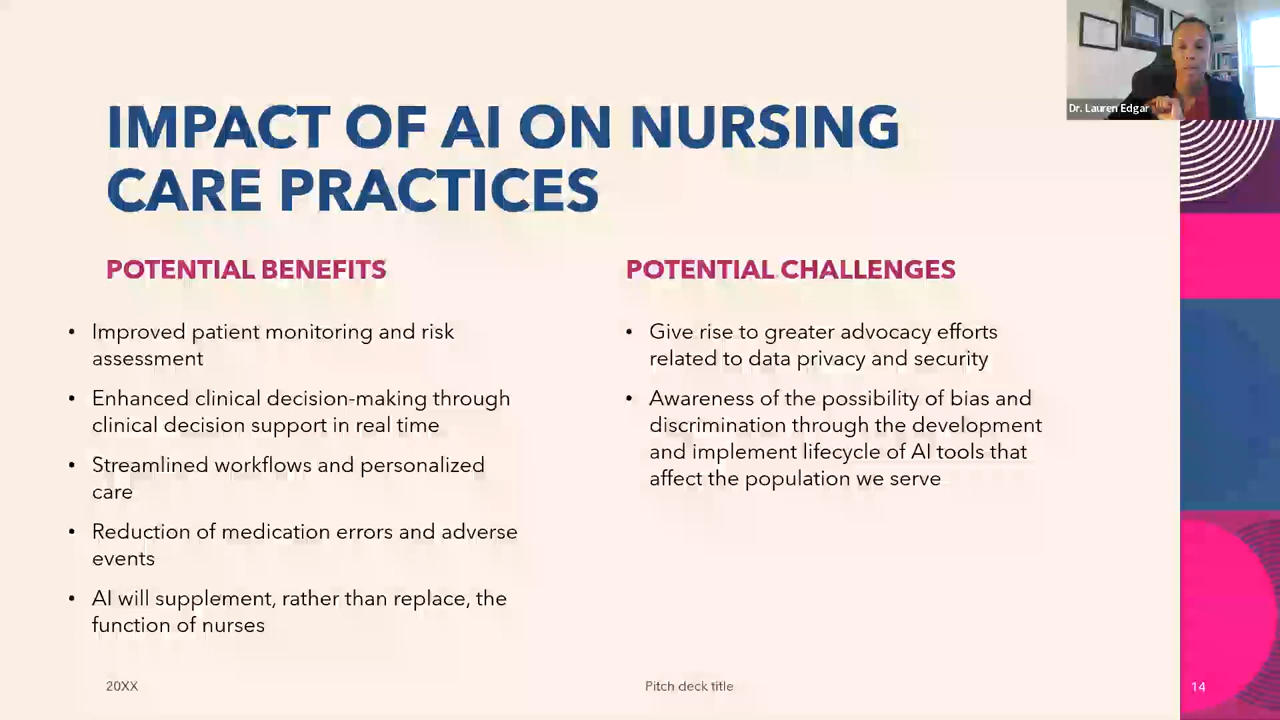 Dr. Lauren Edgar
IMPACT OF AI ON NURSING
CARE PRACTICES
POTENTIAL BENEFITS
• Improved patient monitoring and risk
assessment
• Enhanced clinical decision-making through
clinical decision support in real time
• Streamlined workflows and personalized
care
• Reduction of medication errors and adverse
events
• AI will supplement, rather than replace, the
function of nurses
POTENTIAL CHALLENGES
• Give rise to greater advocacy efforts
related to data privacy and security
• Awareness of the possibility of bias and
discrimination through the development
and implement lifecycle of AI tools that
affect the population we serve
20XX
Pitch deck title
14